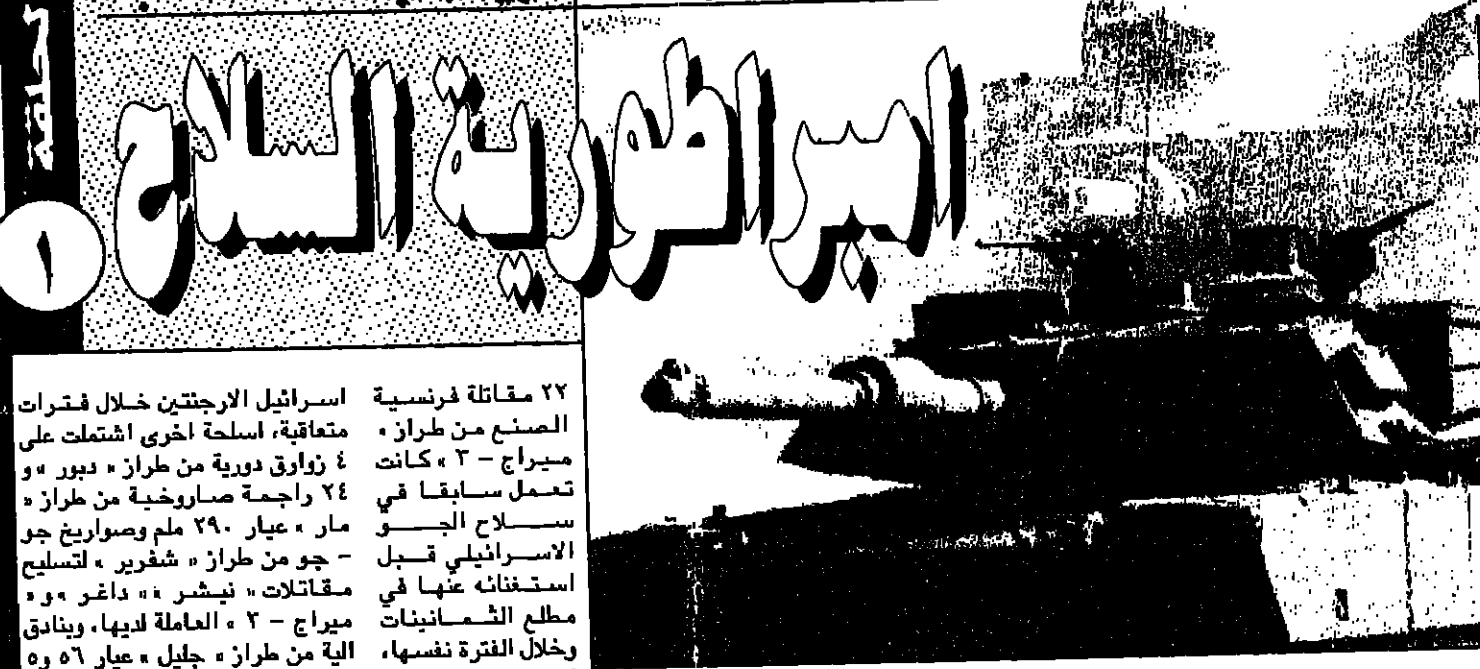 امبراطورية السلاح
١
٢٢ مقاتلة فرنسية
الصنع من طراز «
ميراج - ٣ » كانت
تعمل سابقا في
سلاح الجو
الاسرائيلي قبل
استغنائه عنها في
مطلع الثمانينات
وخلال الفترة نفسها،
اسرائيل الارجنتين خلال فترات
متعاقبة، اسلحة اخرى اشتملت على
٤ زوارق دورية من طراز « دبور » و
٢٤ راجمة صاروخية من طراز «
مار » عيار ٢٩٠ ملم وصواريخ جو
- جو من طراز « شفرير » لتسليح
مقاتلات « نيشر » « داغر » و «
ميراج - ٣ » العاملة لديها، وبنادق
الية من طراز « جليل » عيار ٥٦ و٥